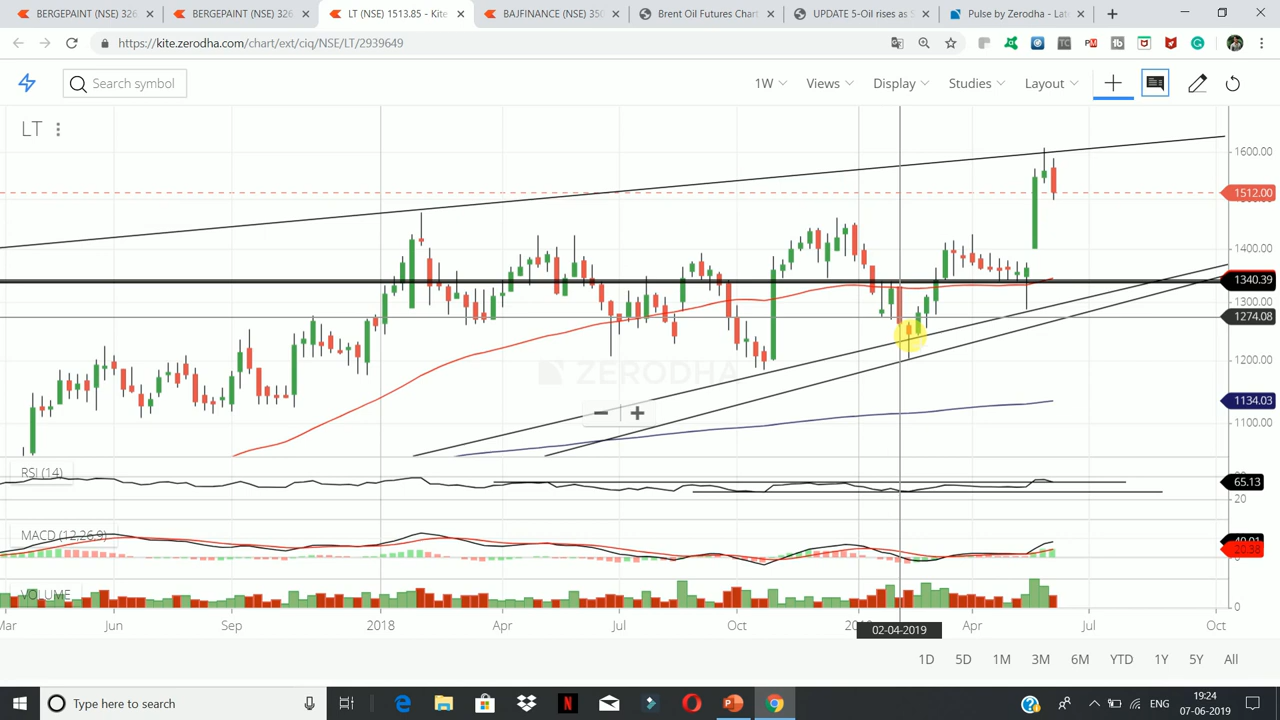 BERGEPAINT (NSE) 326
BERGEPAINT (NSE) 326
LT (NSE) 1513.85 - Kite
BAJFINANCE (NSE) 350
Brent Oil Futures Chart
UPDATE 5-Oil rises as S
Pulse by Zerodha - Late
https://kite.zerodha.com/chart/ext/ciq/NSE/LT/2939649
Search symbol
1W
Views
Display
Studies
Layout
LT
1600.00
1512.00
1400.00
1340.39
1300.00
1274.08
1200.00
ZERODHA
1134.03
1100.00
RSI (14)
65.13
20
MACD (12,26,9)
20.38
0
VOLUME
0
Mar
Jun
Sep
2018
Apr
Jul
Oct
Apr
Jul
Oct
02-04-2019
1D
5D
1M
3M
6M
YTD
1Y
5Y
All
Type here to search
ENG
19:24
07-06-2019